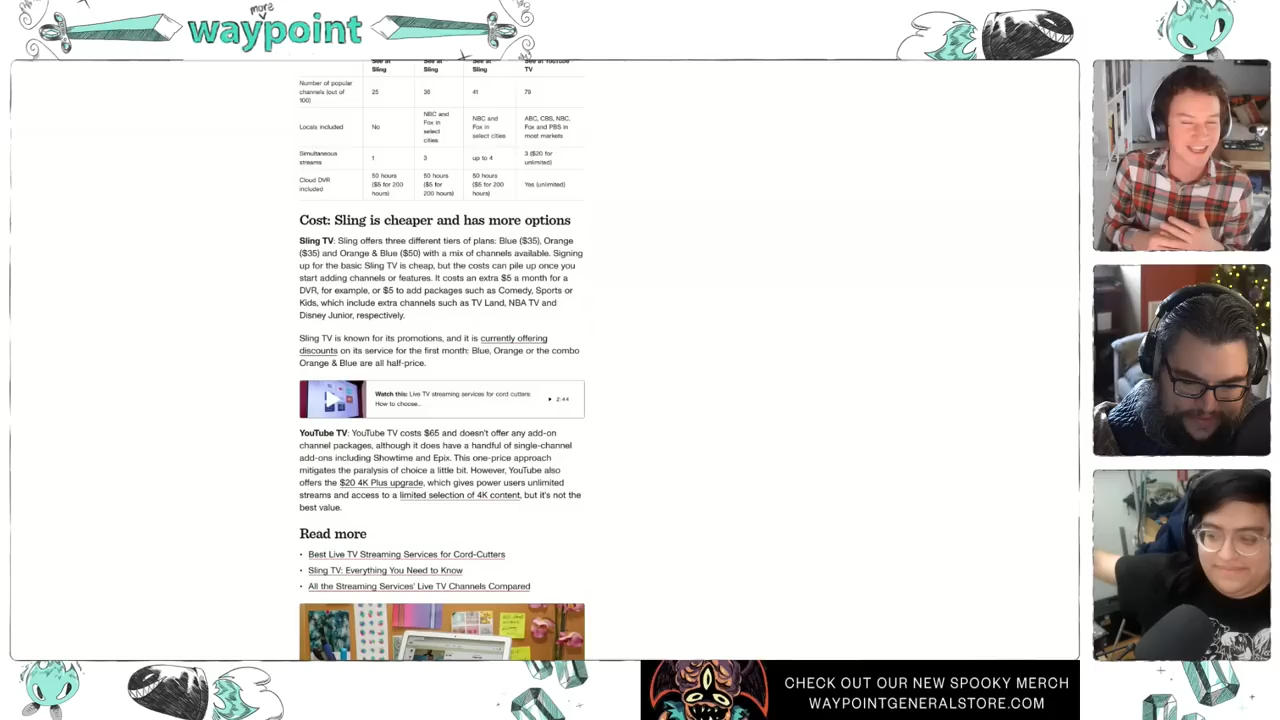 more
waypoint
See at Sling
See at Sling
See at Sling
See at YouTube TV
Number of popular channels (out of 100)
25
36
41
79
Locals included
No
NBC and Fox in select cities
NBC and Fox in select cities
ABC, CBS, NBC, Fox and PBS in most markets
Simultaneous streams
1
3
up to 4
3 ($20 for unlimited)
Cloud DVR included
50 hours ($5 for 200 hours)
50 hours ($5 for 200 hours)
50 hours ($5 for 200 hours)
Yes (unlimited)
Cost: Sling is cheaper and has more options
Sling TV: Sling offers three different tiers of plans: Blue ($35), Orange
($35) and Orange & Blue ($50) with a mix of channels available. Signing
up for the basic Sling TV is cheap, but the costs can pile up once you
start adding channels or features. It costs an extra $5 a month for a
DVR, for example, or $5 to add packages such as Comedy, Sports or
Kids, which include extra channels such as TV Land, NBA TV and
Disney Junior, respectively.
Sling TV is known for its promotions, and it is currently offering
discounts on its service for the first month: Blue, Orange or the combo
Orange & Blue are all half-price.
Watch this: Live TV streaming services for cord cutters:
How to choose...
2:44
YouTube TV: YouTube TV costs $65 and doesn't offer any add-on
channel packages, although it does have a handful of single-channel
add-ons including Showtime and Epix. This one-price approach
mitigates the paralysis of choice a little bit. However, YouTube also
offers the $20 4K Plus upgrade, which gives power users unlimited
streams and access to a limited selection of 4K content, but it's not the
best value.
Read more
• Best Live TV Streaming Services for Cord-Cutters
• Sling TV: Everything You Need to Know
• All the Streaming Services' Live TV Channels Compared
CHECK OUT OUR NEW SPOOKY MERCH
WAYPOINTGENERALSTORE.COM